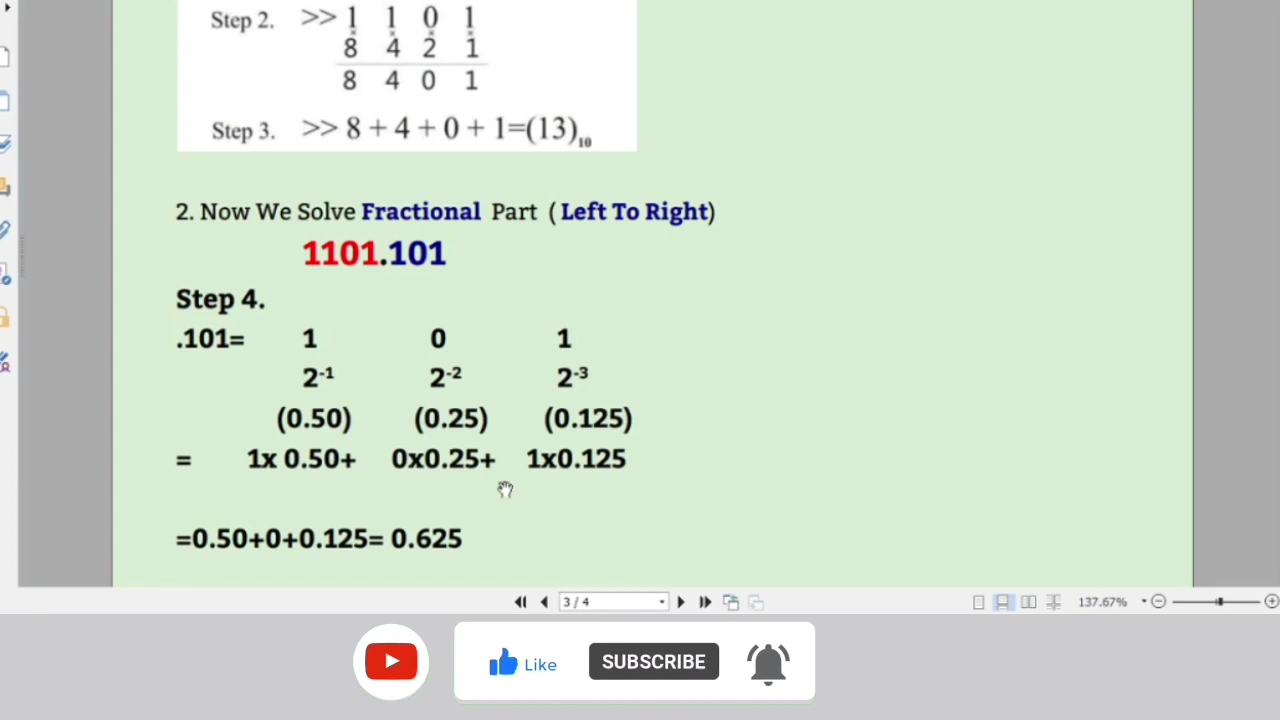 Step 2. >> 1 1 0 1
8 4 2 1
8 4 0 1
Step 3. >> 8 + 4 + 0 + 1=(13)₁₀
2. Now We Solve Fractional Part ( Left To Right)
1101.101
Step 4.
.101= 1 0 1
2⁻¹ 2⁻² 2⁻³
(0.50) (0.25) (0.125)
= 1x 0.50+ 0x0.25+ 1x0.125
=0.50+0+0.125= 0.625
3 / 4
137.67%
Like
SUBSCRIBE